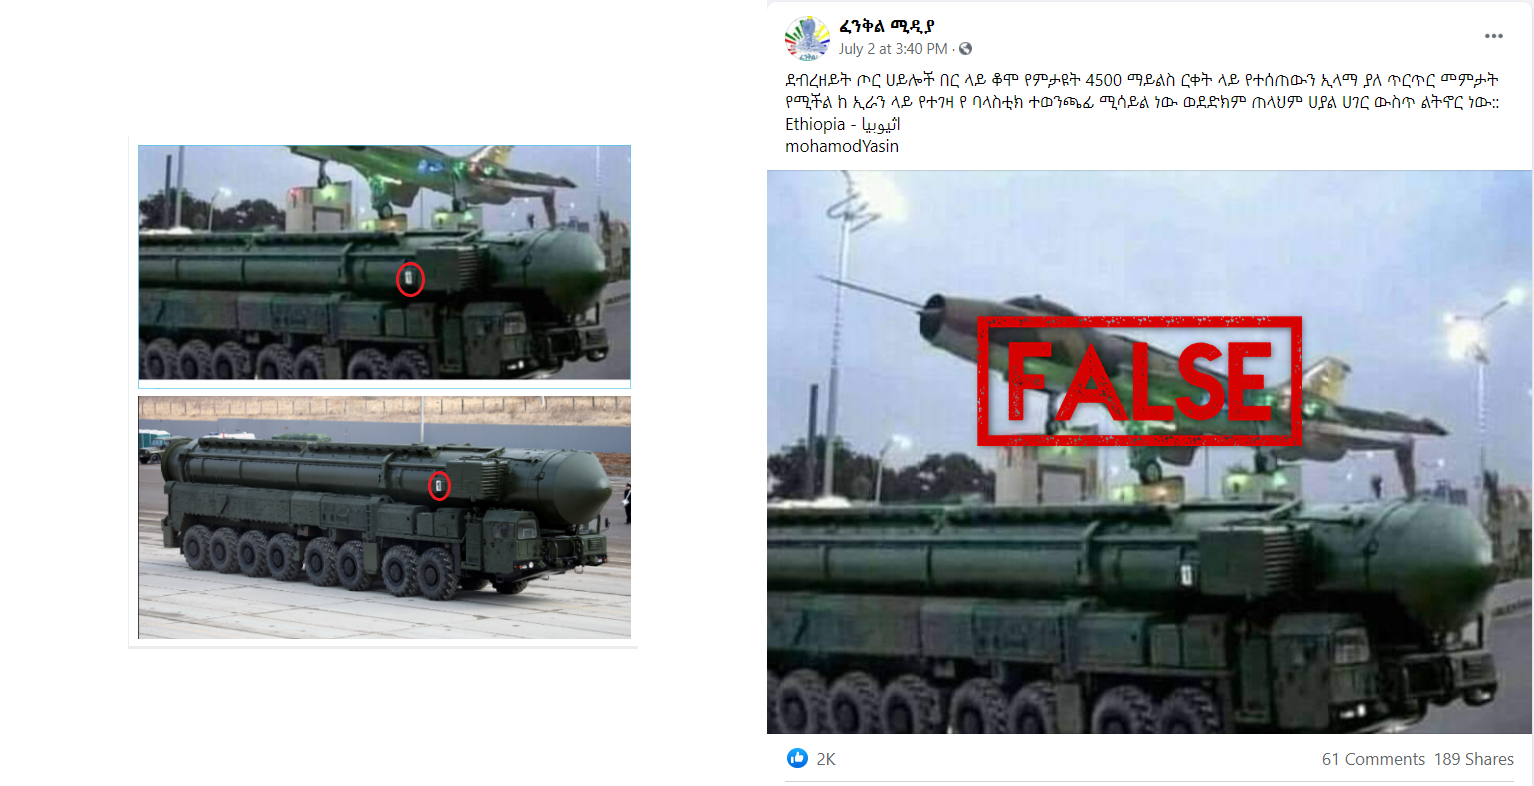 ፈንቅል ሚዲያ
July 2 at 3:40 PM ·
ደብረዘይት ጦር ሀይሎች በር ላይ ቆሞ የምታዩት 4500 ማይልስ ርቀት ላይ የተሰጠውን ኢላማ ያለ ጥርጥር መምታት
የሚችል ከ ኢራን ላይ የተገዛ የ ባላስቲክ ተወንጫፊ ሚሳይል ነው ወደድክም ጠላህም ሀያል ሀገር ውስጥ ልትኖር ነው።
Ethiopia - اثيوبيا
mohamodYasin
FALSE
2K
61 Comments 189 Shares